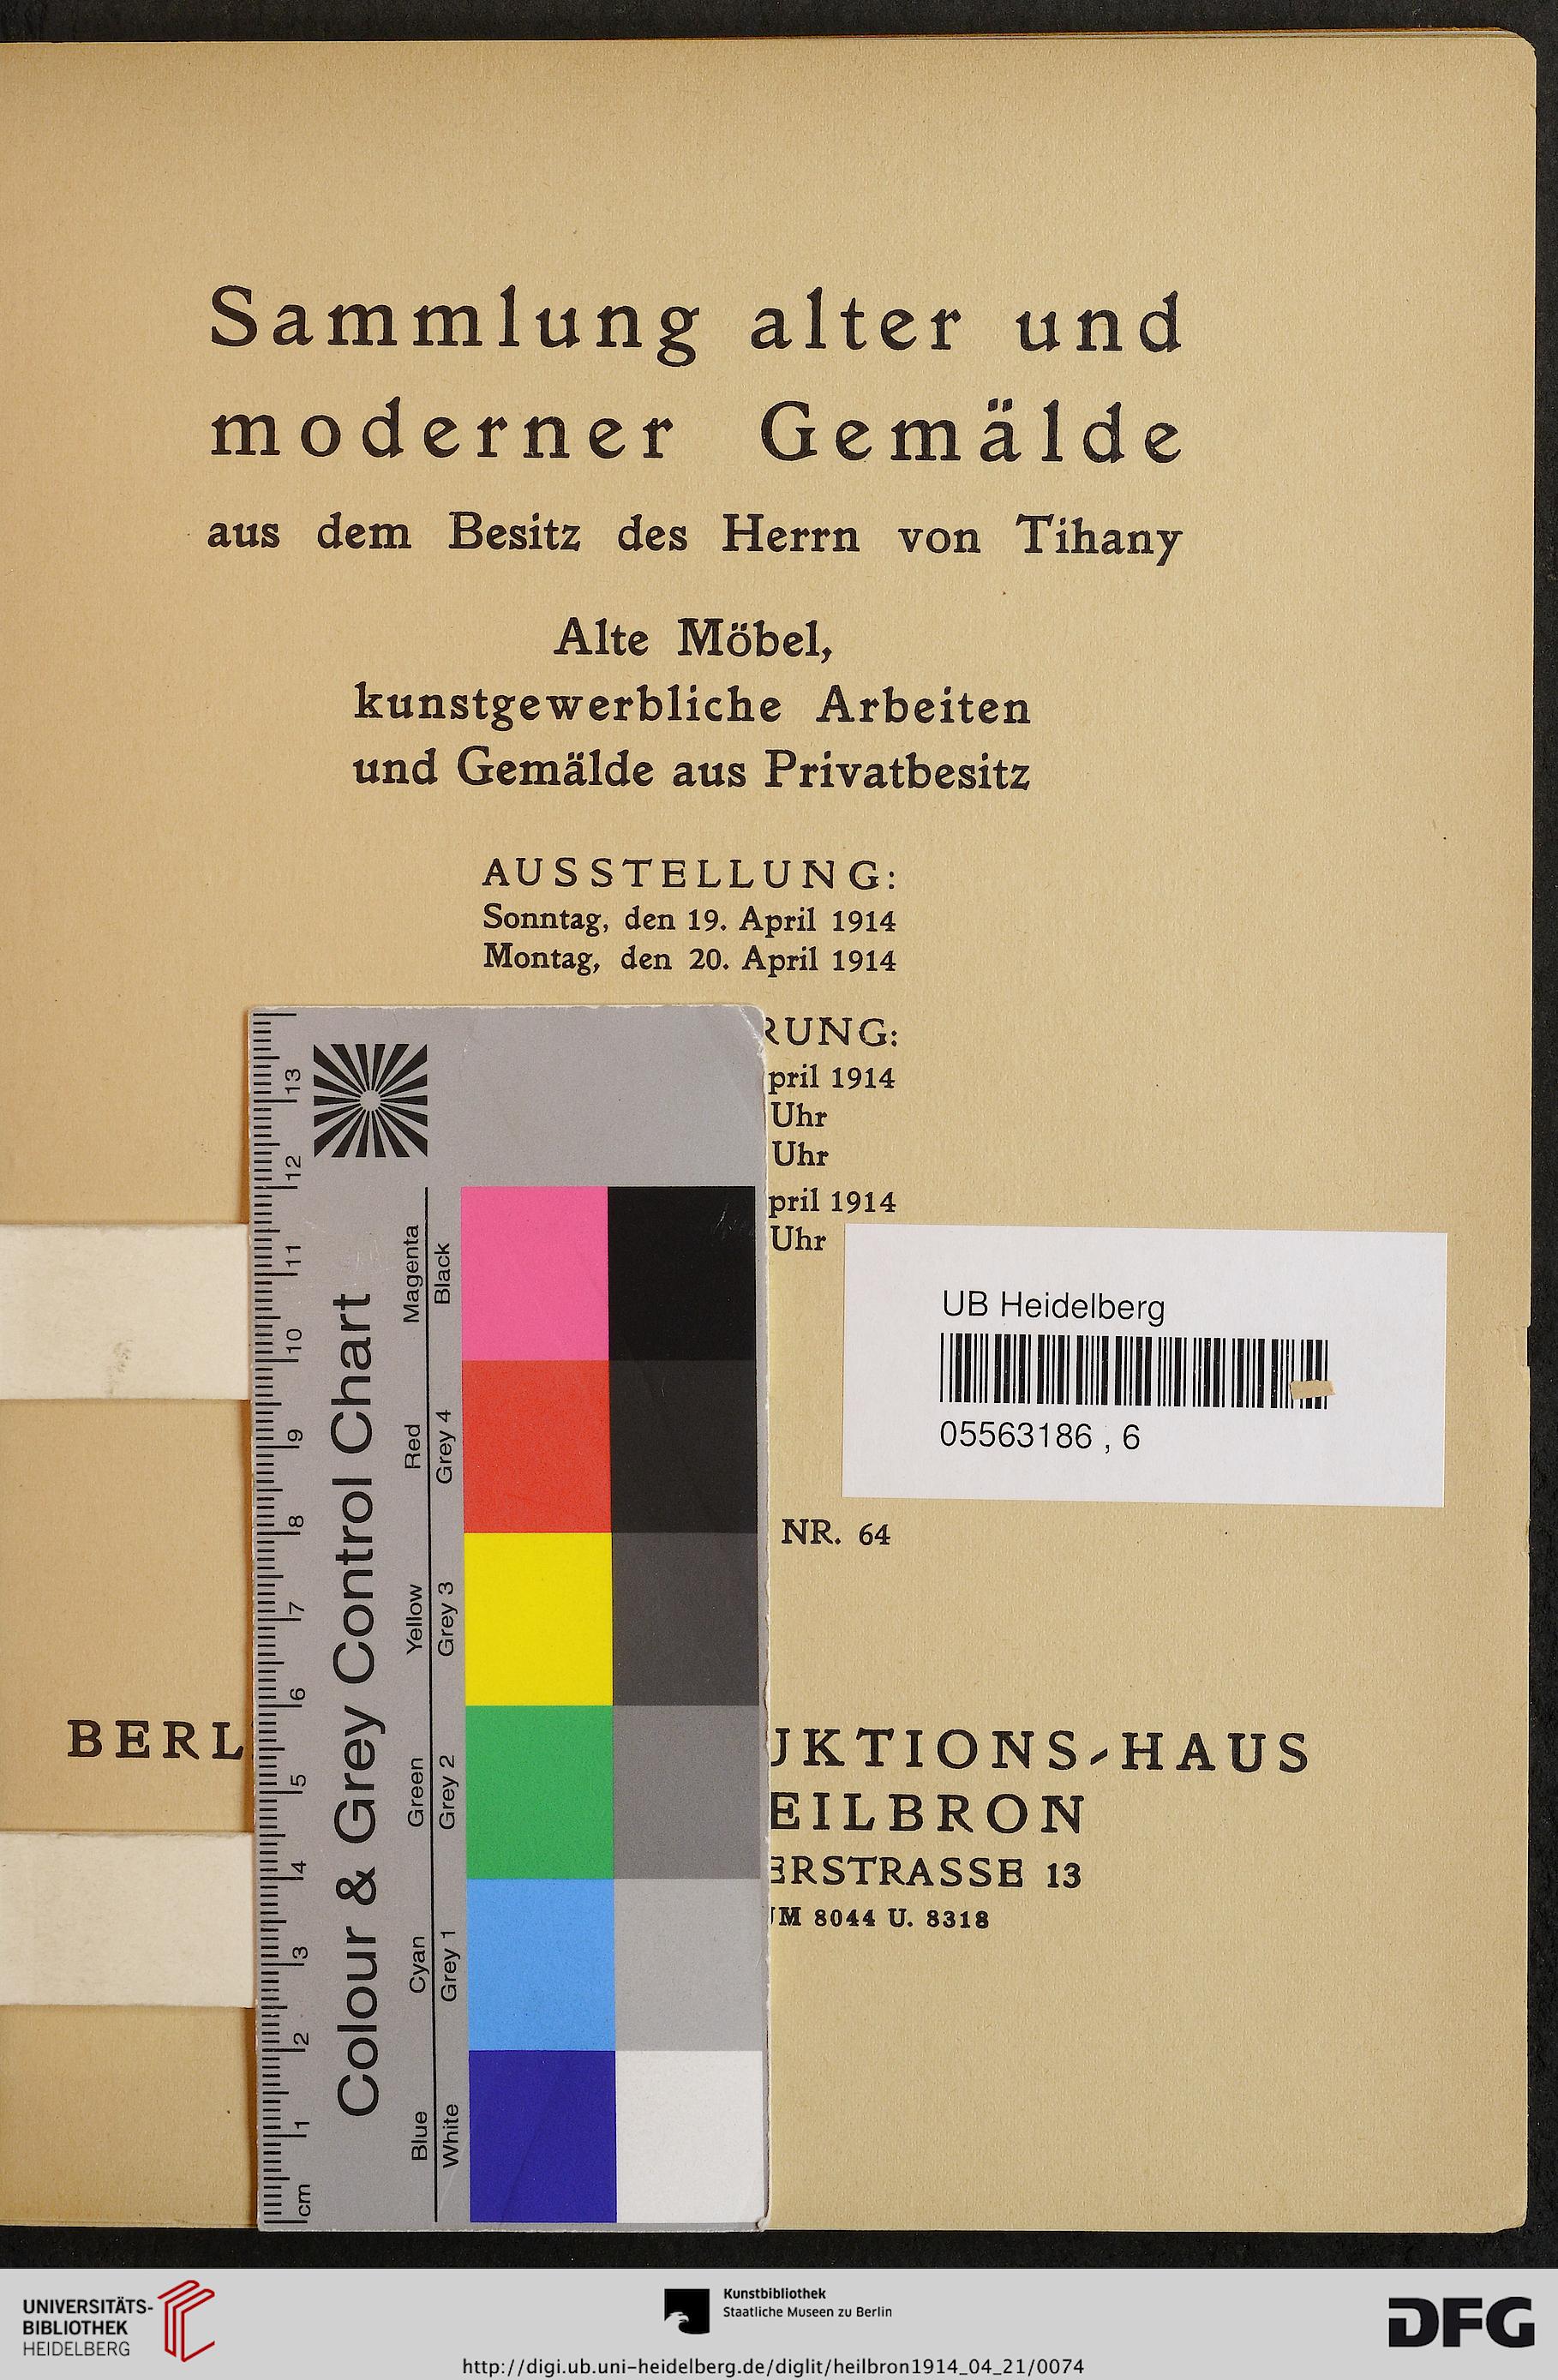 Sammlung alter und
moderner Gemälde
aus dem Besitz des Herrn von Tihany
Alte Möbel,
kunstgewerbliche Arbeiten
und Gemälde aus Privatbesitz
AUSSTELLUNG:
Sonntag, den 19. April 1914
Montag, den 20. April 1914
RUNG:
pril 1914
Uhr
Uhr
pril 1914
Uhr
NR. 64
BERL
UKTIONS-HAUS
EILBRON
ERSTRASSE 13
UM 8044 U. 8318
UB Heidelberg
05563186 , 6
Colour & Grey Control Chart
Magenta
Red
Yellow
Green
Cyan
Blue
Black
Grey 4
Grey 3
Grey 2
Grey 1
White
13
12
11
10
9
8
7
6
5
4
3
2
1
cm
UNIVERSITÄTS-
BIBLIOTHEK
HEIDELBERG
Kunstbibliothek
Staatliche Museen zu Berlin
DFG
http://digi.ub.uni-heidelberg.de/diglit/heilbron1914_04_21/0074